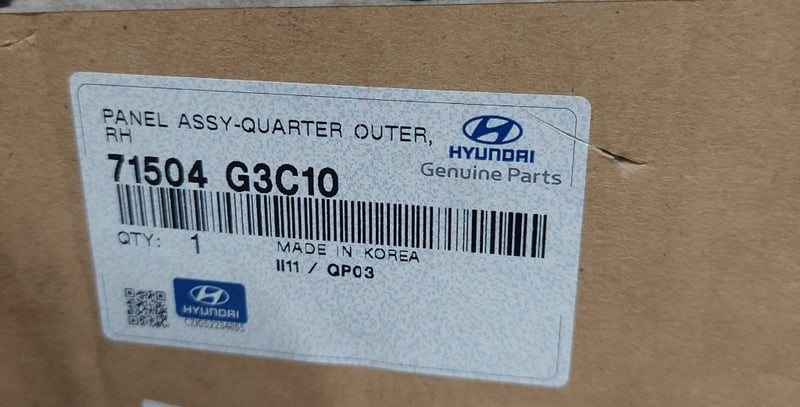 PANEL ASSY-QUARTER OUTER,
RH
71504 G3C10
HYUNDAI
Genuine Parts
QTY: 1
MADE IN KOREA
II11 / QP03
HYUNDAI